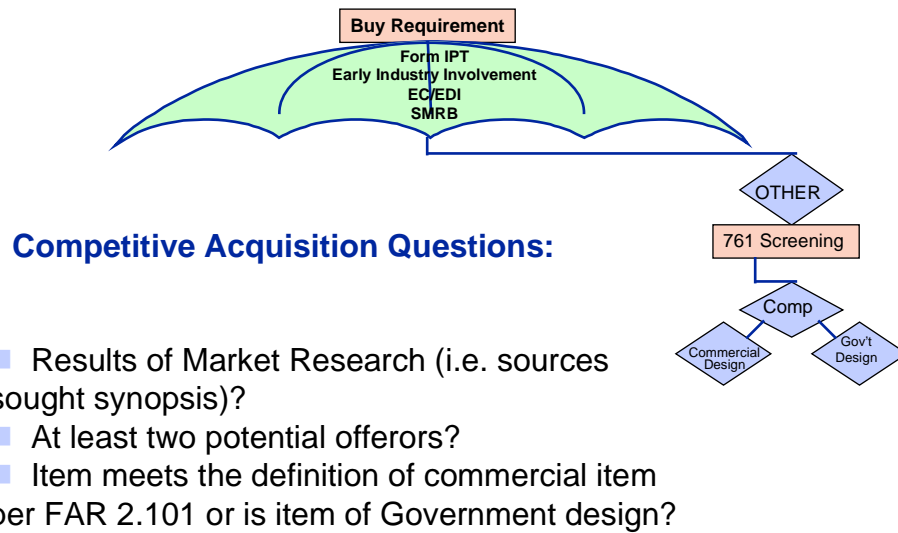 Buy Requirement
Form IPT
Early Industry Involvement
EC/EDI
SMRB
OTHER
761 Screening
Comp
Commercial
Design
Gov't
Design
Competitive Acquisition Questions:
Results of Market Research (i.e. sources
sought synopsis)?
At least two potential offerors?
Item meets the definition of commercial item
per FAR 2.101 or is item of Government design?